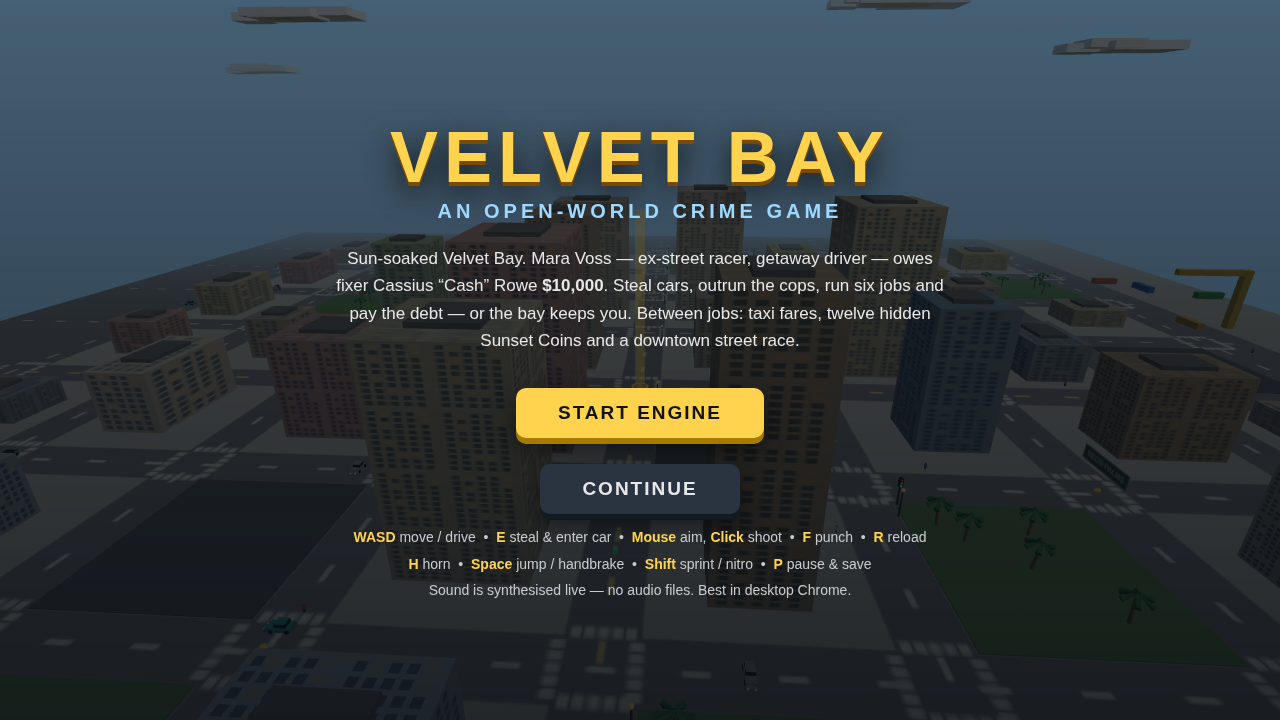 VELVET BAY
AN OPEN-WORLD CRIME GAME
Sun-soaked Velvet Bay. Mara Voss — ex-street racer, getaway driver — owes
fixer Cassius “Cash” Rowe $10,000. Steal cars, outrun the cops, run six jobs and
pay the debt — or the bay keeps you. Between jobs: taxi fares, twelve hidden
Sunset Coins and a downtown street race.
START ENGINE
CONTINUE
WASD move / drive • E steal & enter car • Mouse aim, Click shoot • F punch • R reload
H horn • Space jump / handbrake • Shift sprint / nitro • P pause & save
Sound is synthesised live — no audio files. Best in desktop Chrome.